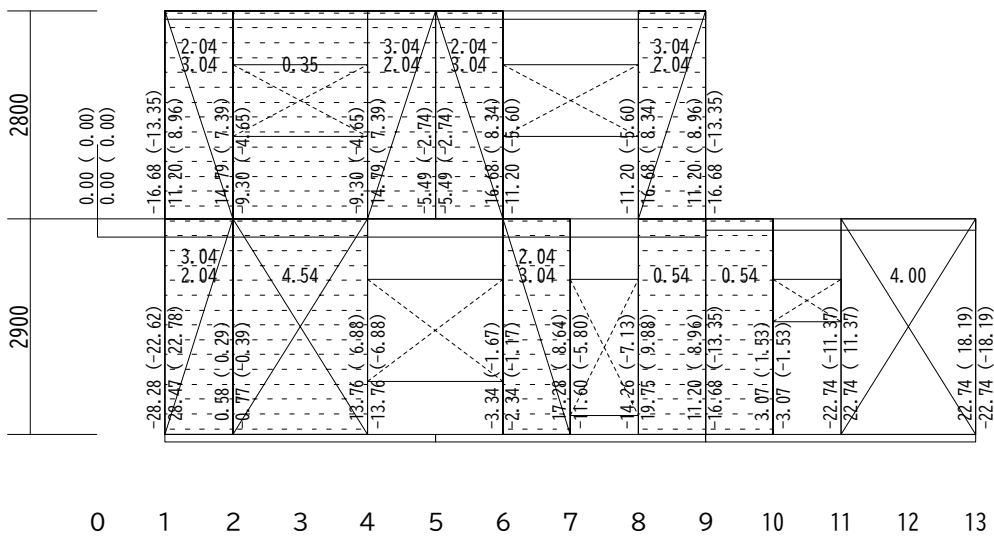 2.04
3.04
0.35
3.04
2.04
2.04
3.04
3.04
2.04
2800
0.00 ( 0.00)
0.00 ( 0.00)
-16.68 (-13.35)
11.20 ( 8.96)
14.79 ( 7.39)
-9.30 (-4.65)
-9.30 (-4.65)
14.79 ( 7.39)
-5.49 (-2.74)
-5.49 (-2.74)
16.68 ( 8.34)
-11.20 (-5.60)
-11.20 (-5.60)
16.68 ( 8.34)
11.20 ( 8.96)
-16.68 (-13.35)
3.04
2.04
4.54
2.04
3.04
0.54
0.54
4.00
2900
-28.28 (-22.62)
28.47 ( 22.78)
0.58 ( 0.29)
-0.77 (-0.39)
13.76 ( 6.88)
-13.76 (-6.88)
-3.34 (-1.67)
-2.34 (-1.17)
17.28 ( 8.64)
-11.60 (-5.80)
-14.26 (-7.13)
19.75 ( 9.88)
11.20 ( 8.96)
-16.68 (-13.35)
3.07 ( 1.53)
-3.07 (-1.53)
-22.74 (-11.37)
22.74 ( 11.37)
22.74 ( 18.19)
-22.74 (-18.19)
0 1 2 3 4 5 6 7 8 9 10 11 12 13